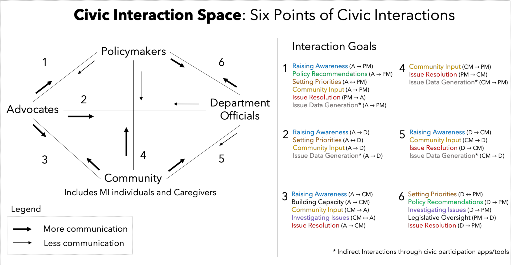 Civic Interaction Space: Six Points of Civic Interactions
Policymakers
1
6
Advocates
2
Department
Officials
3
4
5
Community
Includes MI individuals and Caregivers
Legend
More communication
Less communication
Interaction Goals
1
Raising Awareness (A → PM)
Policy Recommendations (A → PM)
Setting Priorities (A ↔ PM)
Community Input (A → PM)
Issue Resolution (PM → A)
Issue Data Generation* (A → PM)
2
Raising Awareness (A → D)
Setting Priorities (A ↔ D)
Community Input (A → D)
Issue Data Generation* (A → D)
3
Raising Awareness (A ↔ CM)
Building Capacity (A → CM)
Community Input (CM → A)
Investigating Issues (CM ↔ A)
Issue Resolution (A → CM)
4
Community Input (CM → PM)
Issue Resolution (PM → CM)
Issue Data Generation* (CM → PM)
5
Raising Awareness (D → CM)
Community Input (CM → D)
Issue Resolution (D → CM)
Issue Data Generation* (CM → D)
6
Setting Priorities (D ↔ PM)
Policy Recommendations (D → PM)
Investigating Issues (D → PM)
Legislative Oversight (PM → D)
Issue Resolution (D → PM)
* Indirect Interactions through civic participation apps/tools